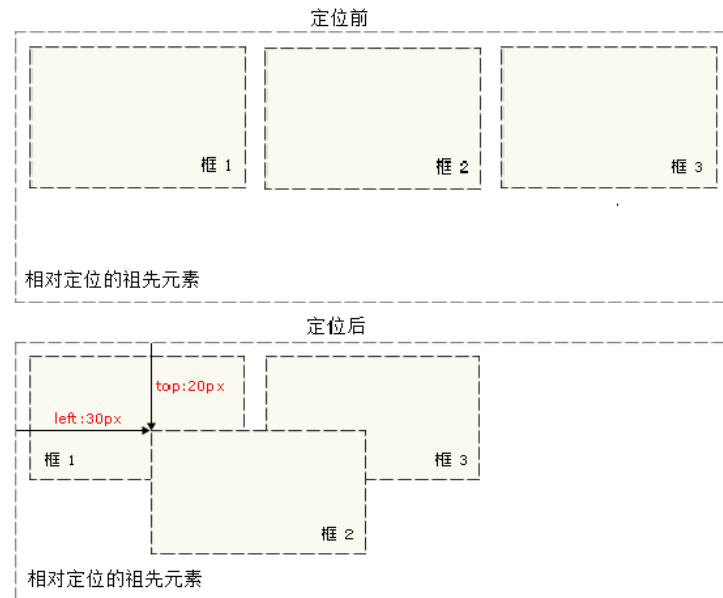 定位前
框 1
框 2
框 3
相对定位的祖先元素
定位后
top:20px
left:30px
框 1
框 3
框 2
相对定位的祖先元素